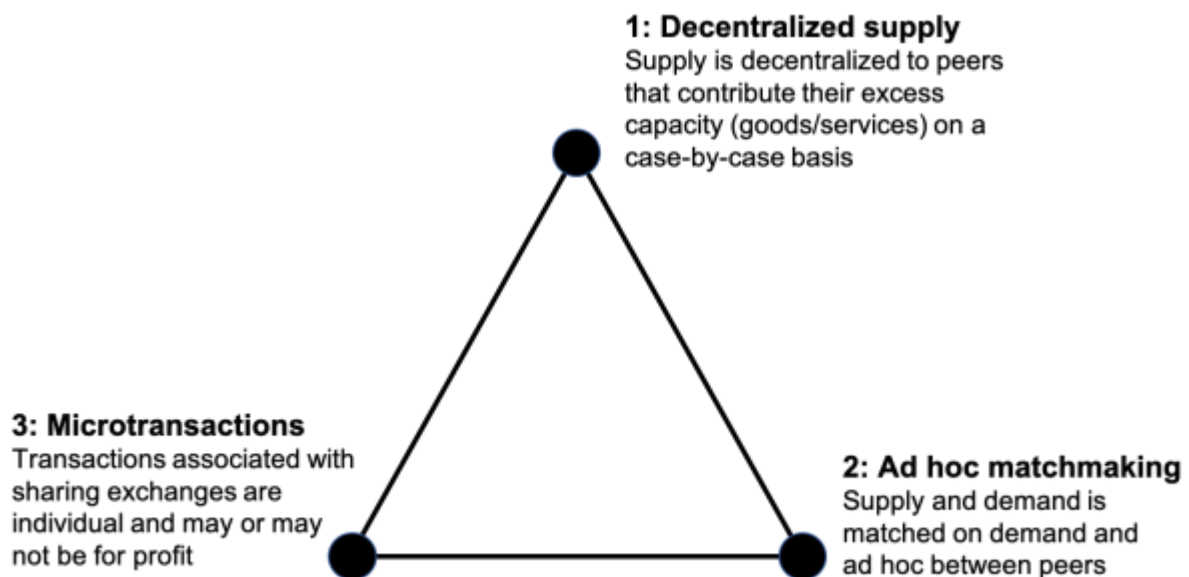 1: Decentralized supply
Supply is decentralized to peers
that contribute their excess
capacity (goods/services) on a
case-by-case basis
3: Microtransactions
Transactions associated with
sharing exchanges are
individual and may or may
not be for profit
2: Ad hoc matchmaking
Supply and demand is
matched on demand and
ad hoc between peers